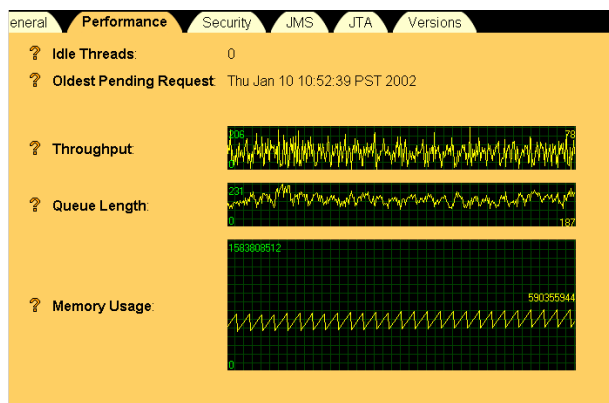 eneral Performance Security JMS JTA Versions
? Idle Threads: 0
? Oldest Pending Request: Thu Jan 10 10:52:39 PST 2002
206 78
? Throughput:
0
231
? Queue Length:
0 187
1583808512
590355944
? Memory Usage:
0